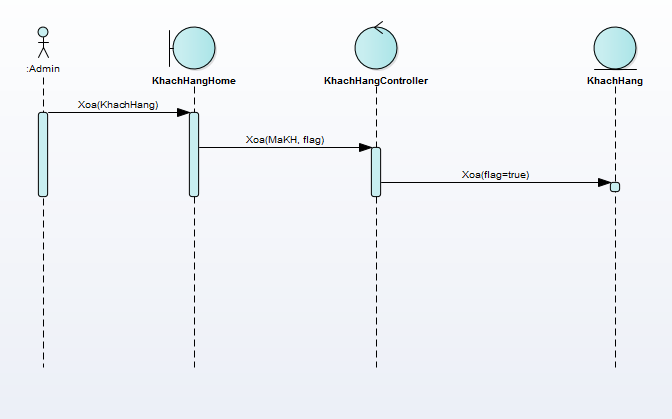 :Admin
KhachHangHome
KhachHangController
KhachHang
Xoa(KhachHang)
Xoa(MaKH, flag)
Xoa(flag=true)